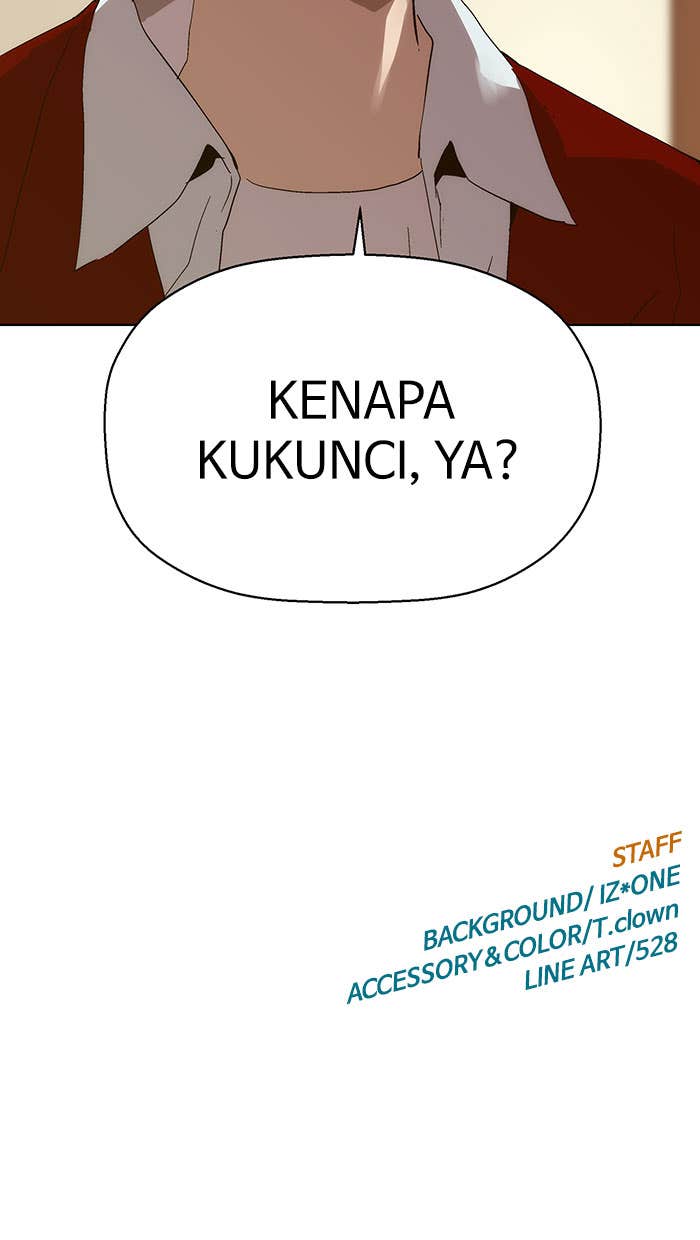 KENAPA
KUKUNCI, YA?
STAFF
BACKGROUND/ IZ*ONE
ACCESSORY&COLOR/T.clown
LINE ART/528